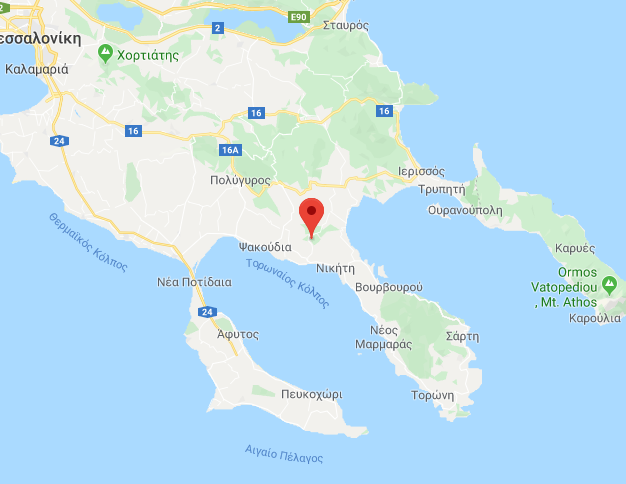 2
E90
Σταυρός
2
εσσαλονίκη
Χορτιάτης
Καλαμαριά
16
16
16
24
16A
Πολύγυρος
Ιερισσός
Τρυπητή
Ουρανούπολη
Θερμαϊκός Κόλπος
Ψακούδια
Καρυές
Τορωναίος Κόλπος
Νικήτη
Νέα Ποτίδαια
Βουρβουρού
Ormos
Vatopediou
, Mt. Athos
24
Καρούλια
Άφυτος
Νέος
Μαρμαράς
Σάρτη
Πευκοχώρι
Τορώνη
Αιγαίο Πέλαγος